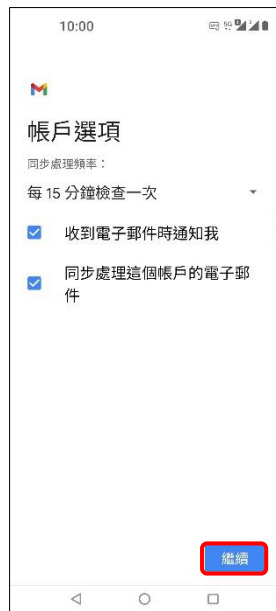 10:00
5G
帳戶選項
同步處理頻率：
每 15 分鐘檢查一次
收到電子郵件時通知我
同步處理這個帳戶的電子郵
件
繼續